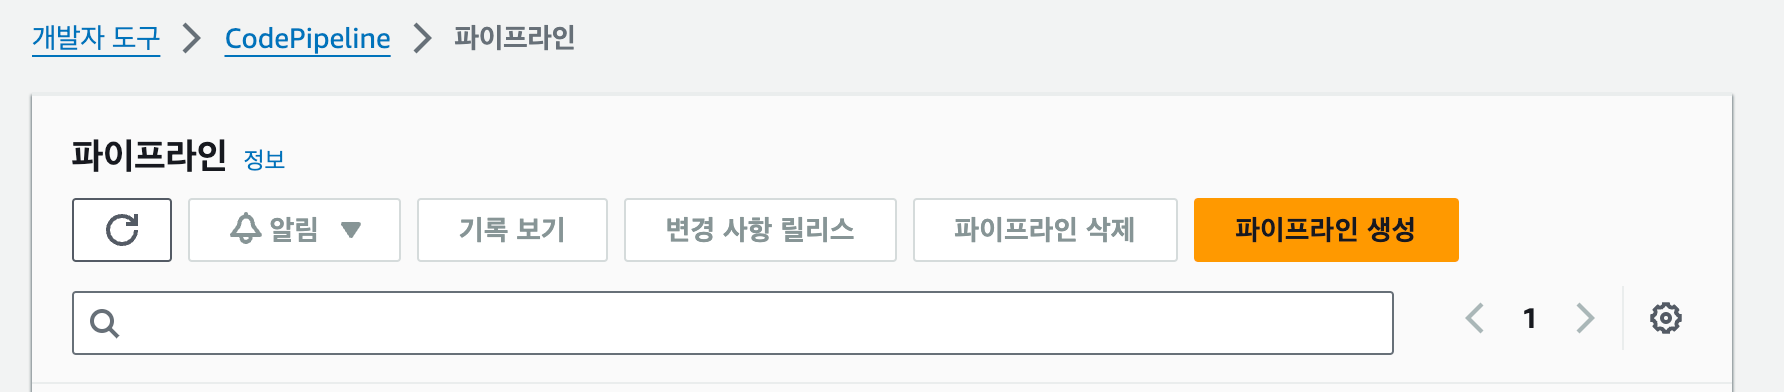 개발자 도구 > CodePipeline > 파이프라인
파이프라인 정보
알림 ▼ 기록 보기 변경 사항 릴리스 파이프라인 삭제 파이프라인 생성
< 1 >